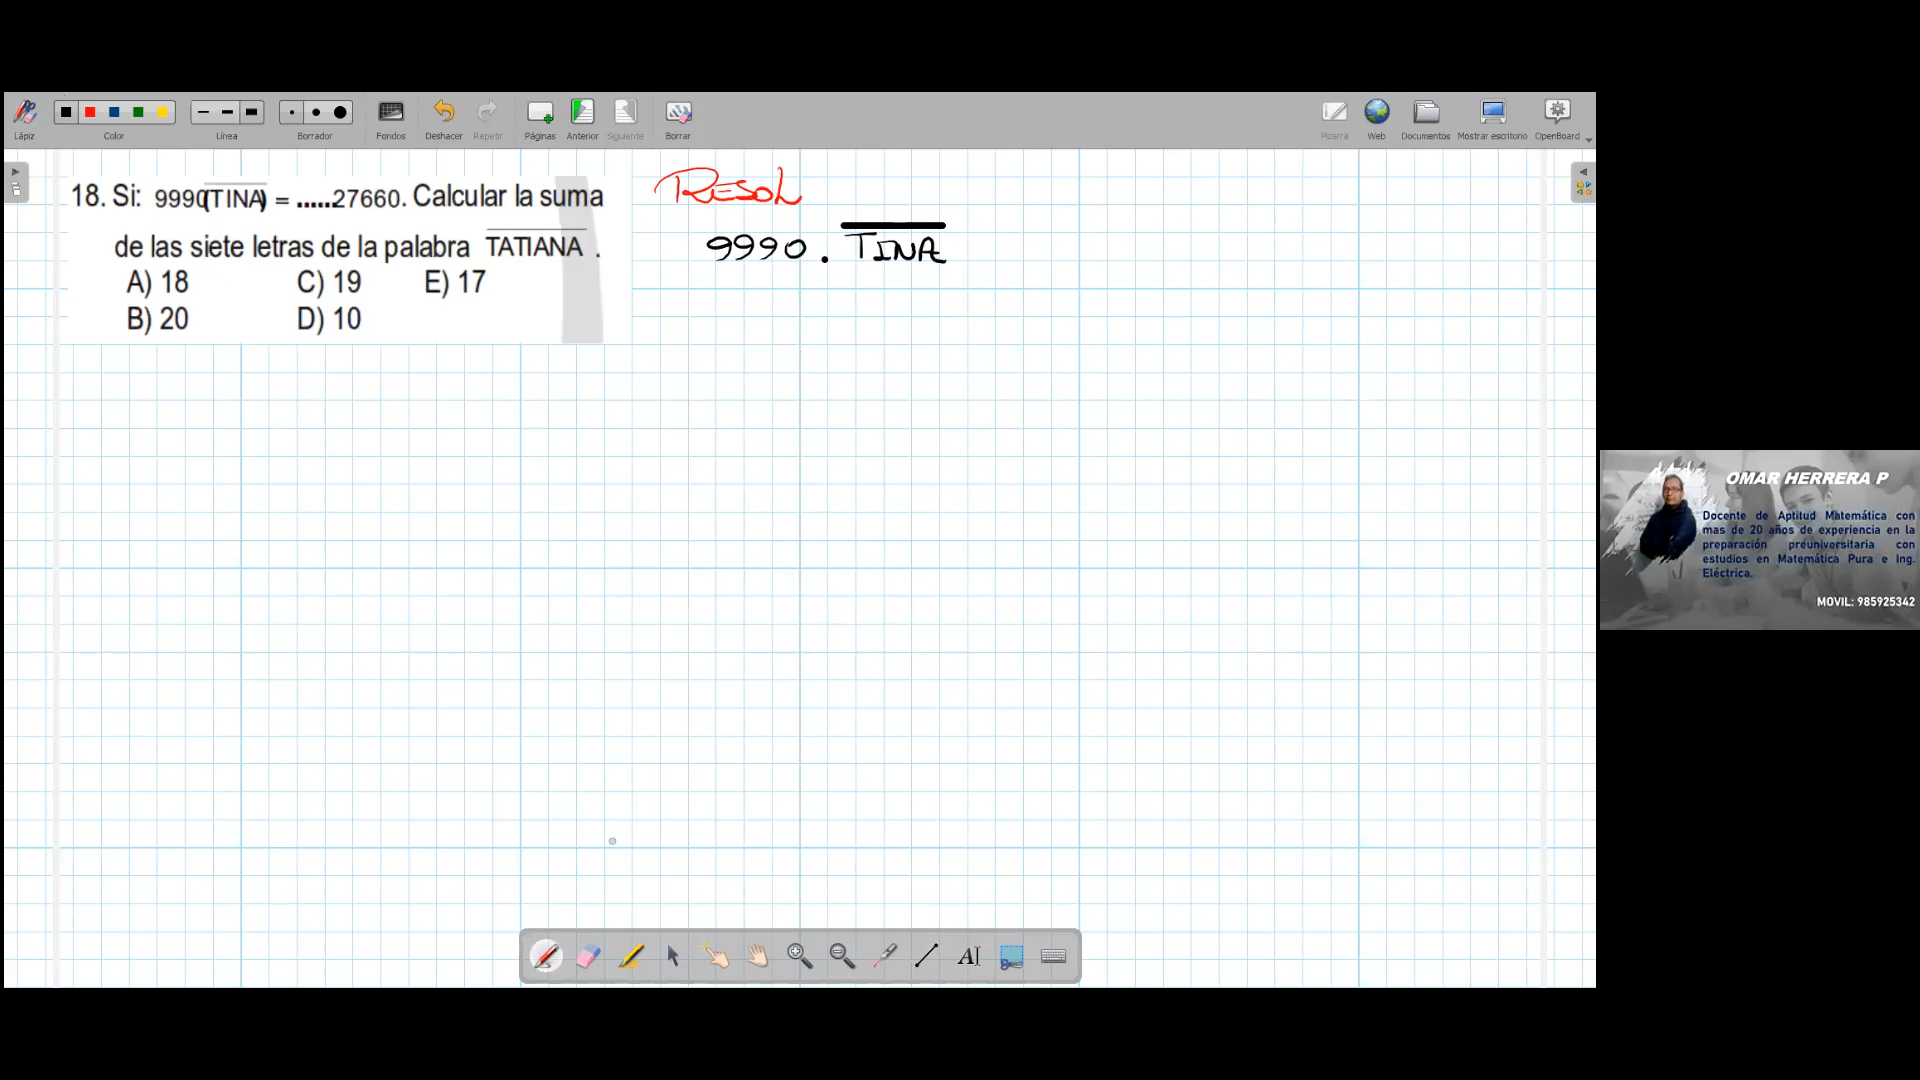 Lápiz Color Línea Borrador Fondos Deshacer Repetir Páginas Anterior Siguiente Borrar Pizarra Web Documentos Mostrar escritorio OpenBoard
18. Si: 9990(TINA) = ......27660. Calcular la suma
de las siete letras de la palabra TATIANA .
A) 18 C) 19 E) 17
B) 20 D) 10
RESOL
9990 . TINA
OMAR HERRERA P
Docente de Aptitud Matemática con
mas de 20 años de experiencia en la
preparación preuniversitaria con
estudios en Matemática Pura e Ing.
Eléctrica.
MOVIL: 985925342
A